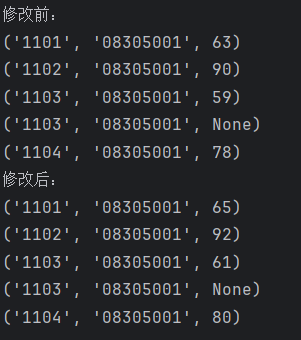 修改前：
('1101', '08305001', 63)
('1102', '08305001', 90)
('1103', '08305001', 59)
('1103', '08305001', None)
('1104', '08305001', 78)
修改后：
('1101', '08305001', 65)
('1102', '08305001', 92)
('1103', '08305001', 61)
('1103', '08305001', None)
('1104', '08305001', 80)